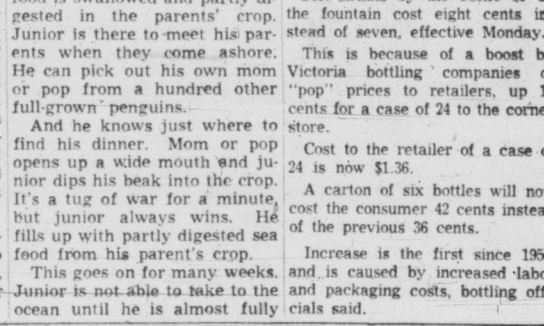 gested in the parents' crop.
Junior is there to meet his par-
ents when they come ashore.
He can pick out his own mom
or pop from a hundred other
full-grown penguins.
And he knows just where to
find his dinner. Mom or pop
opens up a wide mouth and ju-
nior dips his beak into the crop.
It's a tug of war for a minute,
but junior always wins. He
fills up with partly digested sea
food from his parent's crop.
This goes on for many weeks.
Junior is not able to take to the
ocean until he is almost fully
the fountain cost eight cents in-
stead of seven, effective Monday.
This is because of a boost b
Victoria bottling companies
"pop" prices to retailers, up 1
cents for a case of 24 to the corne
store.
Cost to the retailer of a case
24 is now $1.36.
A carton of six bottles will no
cost the consumer 42 cents instea
of the previous 36 cents.
Increase is the first since 195
and is caused by increased labo
and packaging costs, bottling offi
cials said.